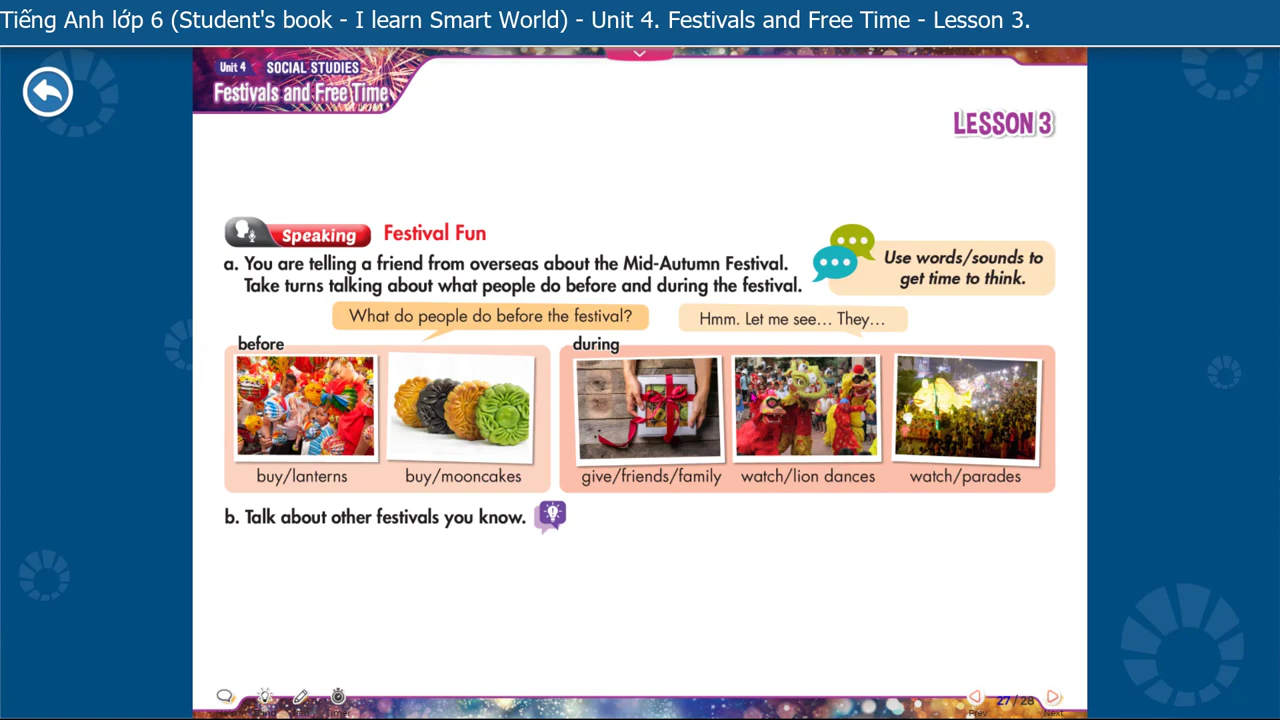 Tiếng Anh lớp 6 (Student's book - I learn Smart World) - Unit 4. Festivals and Free Time - Lesson 3.
Unit 4 SOCIAL STUDIES
Festivals and Free Time
LESSON 3
Speaking Festival Fun
a. You are telling a friend from overseas about the Mid-Autumn Festival.
Take turns talking about what people do before and during the festival.
Use words/sounds to
get time to think.
What do people do before the festival?
Hmm. Let me see... They...
before
during
buy/lanterns
buy/mooncakes
give/friends/family
watch/lion dances
watch/parades
b. Talk about other festivals you know.
27 / 28
Prev
Next